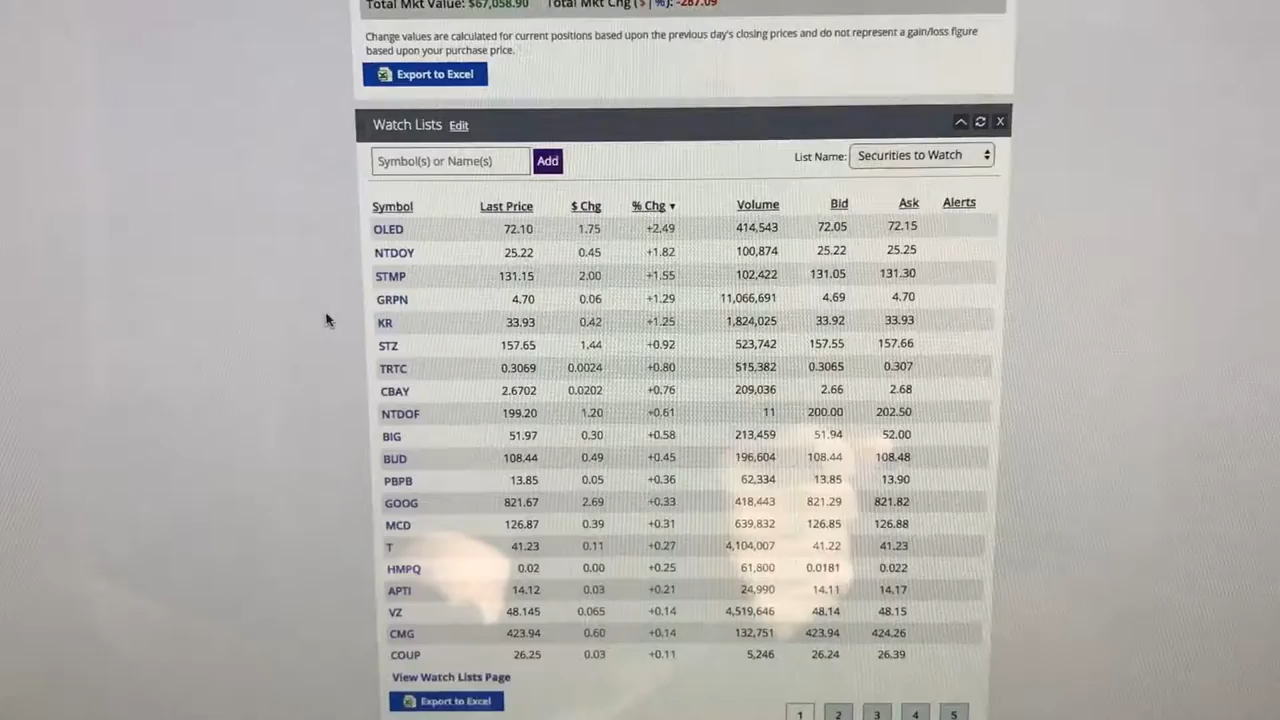 Total Mkt Value: $67,058.90 Total Mkt Chg ($ | %): -287.09
Change values are calculated for current positions based upon the previous day's closing prices and do not represent a gain/loss figure
based upon your purchase price.
Export to Excel
Watch Lists Edit X
Symbol(s) or Name(s) Add List Name: Securities to Watch
Symbol Last Price $ Chg % Chg ▼ Volume Bid Ask Alerts
OLED 72.10 1.75 +2.49 414,543 72.05 72.15
NTDOY 25.22 0.45 +1.82 100,874 25.22 25.25
STMP 131.15 2.00 +1.55 102,422 131.05 131.30
GRPN 4.70 0.06 +1.29 11,066,691 4.69 4.70
KR 33.93 0.42 +1.25 1,824,025 33.92 33.93
STZ 157.65 1.44 +0.92 523,742 157.55 157.66
TRTC 0.3069 0.0024 +0.80 515,382 0.3065 0.307
CBAY 2.6702 0.0202 +0.76 209,036 2.66 2.68
NTDOF 199.20 1.20 +0.61 11 200.00 202.50
BIG 51.97 0.30 +0.58 213,459 51.94 52.00
BUD 108.44 0.49 +0.45 196,604 108.44 108.48
PBPB 13.85 0.05 +0.36 62,334 13.85 13.90
GOOG 821.67 2.69 +0.33 418,443 821.29 821.82
MCD 126.87 0.39 +0.31 639,832 126.85 126.88
T 41.23 0.11 +0.27 4,104,007 41.22 41.23
HMPQ 0.02 0.00 +0.25 61,800 0.0181 0.022
APTI 14.12 0.03 +0.21 24,990 14.11 14.17
VZ 48.145 0.065 +0.14 4,519,646 48.14 48.15
CMG 423.94 0.60 +0.14 132,751 423.94 424.26
COUP 26.25 0.03 +0.11 5,246 26.24 26.39
View Watch Lists Page
Export to Excel
1 2 3 4 5